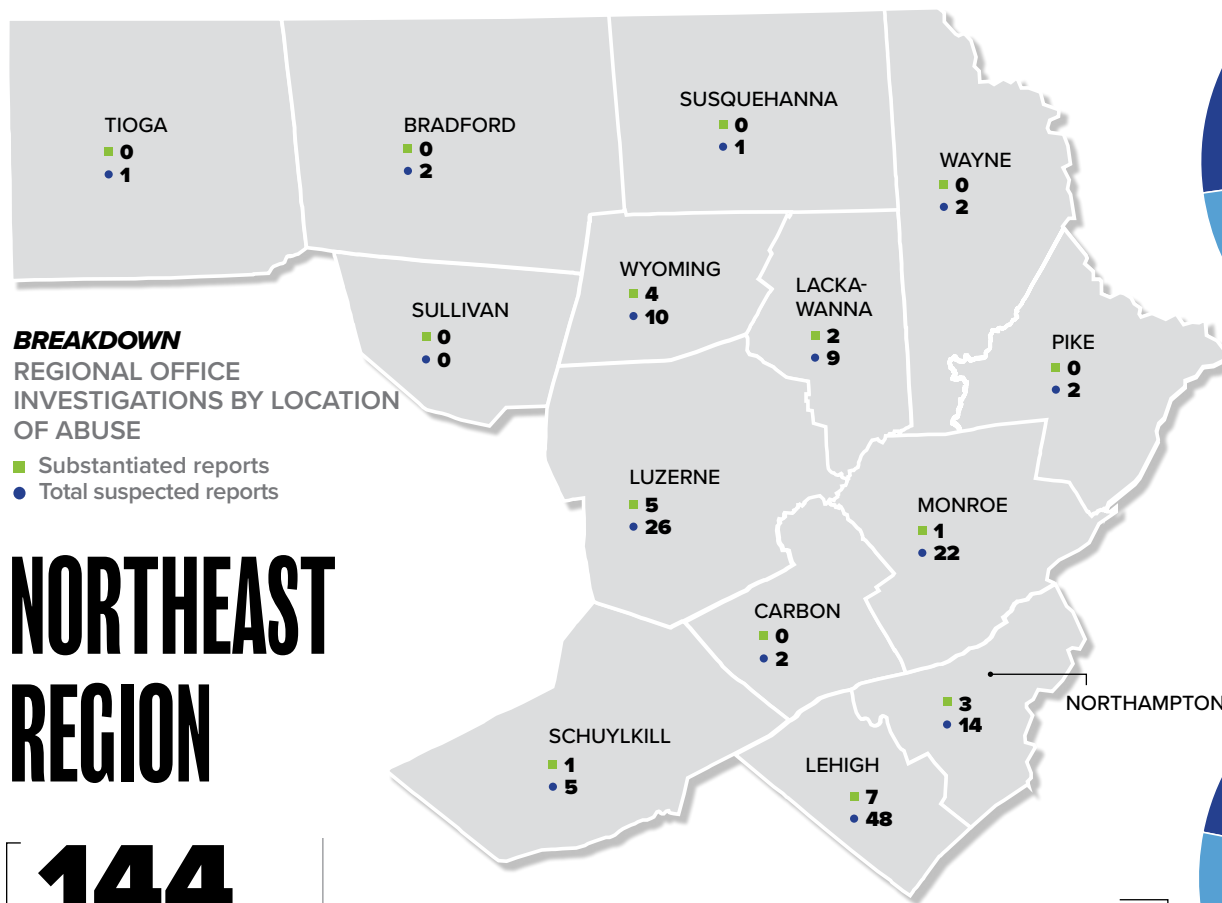 TIOGA
0
1
BRADFORD
0
2
SUSQUEHANNA
0
1
WAYNE
0
2
SULLIVAN
0
0
WYOMING
4
10
LACKA-
WANNA
2
9
PIKE
0
2
BREAKDOWN
REGIONAL OFFICE
INVESTIGATIONS BY LOCATION
OF ABUSE
Substantiated reports
Total suspected reports
LUZERNE
5
26
MONROE
1
22
CARBON
0
2
NORTHAMPTON
3
14
SCHUYLKILL
1
5
LEHIGH
7
48
NORTHEAST
REGION
144